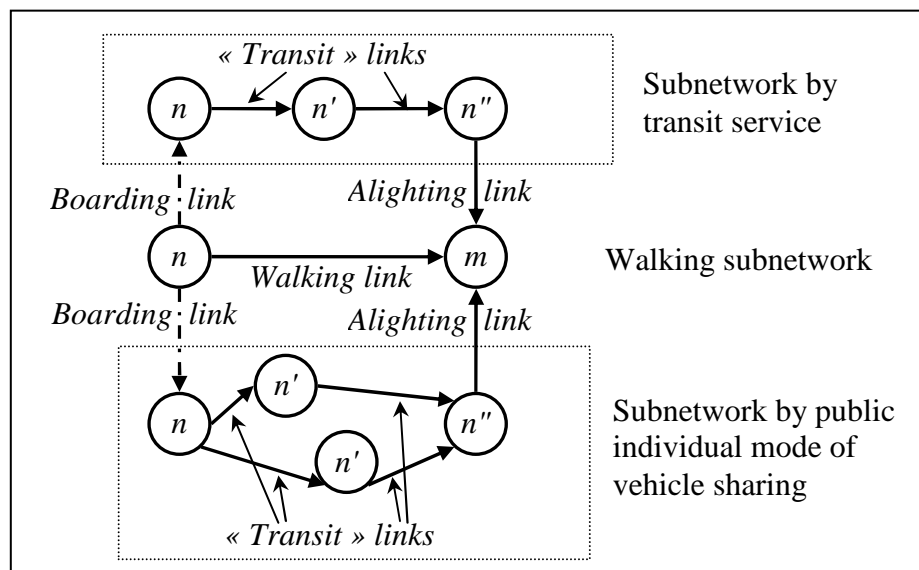 « Transit » links
n
n'
n"
Subnetwork by
transit service
Boarding link
Alighting link
n
Walking link
m
Walking subnetwork
Boarding link
Alighting link
n
n'
n'
n"
Subnetwork by public
individual mode of
vehicle sharing
« Transit » links